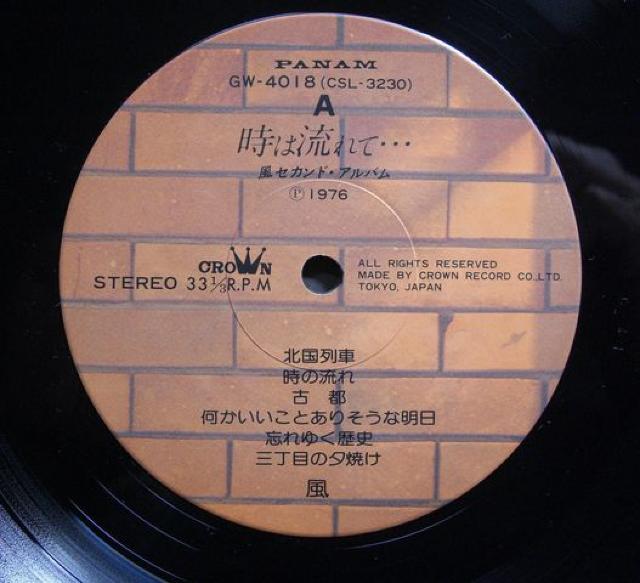 PANAM
GW-4018 (CSL-3230)
A
時は流れて…
風セカンド・アルバム
Ⓟ1976
CROWN
STEREO 33 1/3 R.P.M
ALL RIGHTS RESERVED
MADE BY CROWN RECORD CO.,LTD.
TOKYO, JAPAN
北国列車
時の流れ
古 都
何かいいことありそうな明日
忘れゆく歴史
三丁目の夕焼け
風